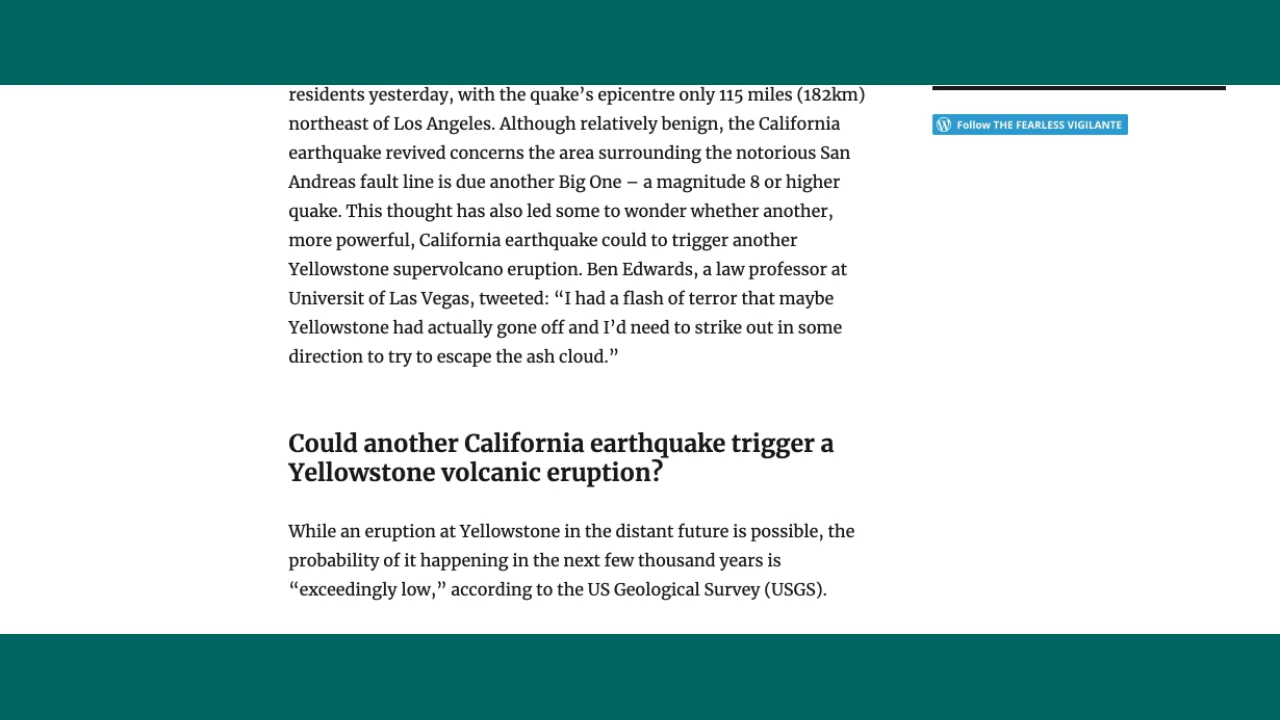 residents yesterday, with the quake’s epicentre only 115 miles (182km)
northeast of Los Angeles. Although relatively benign, the California
earthquake revived concerns the area surrounding the notorious San
Andreas fault line is due another Big One – a magnitude 8 or higher
quake. This thought has also led some to wonder whether another,
more powerful, California earthquake could to trigger another
Yellowstone supervolcano eruption. Ben Edwards, a law professor at
Universit of Las Vegas, tweeted: “I had a flash of terror that maybe
Yellowstone had actually gone off and I’d need to strike out in some
direction to try to escape the ash cloud.”
Could another California earthquake trigger a
Yellowstone volcanic eruption?
While an eruption at Yellowstone in the distant future is possible, the
probability of it happening in the next few thousand years is
“exceedingly low,” according to the US Geological Survey (USGS).
Follow THE FEARLESS VIGILANTE